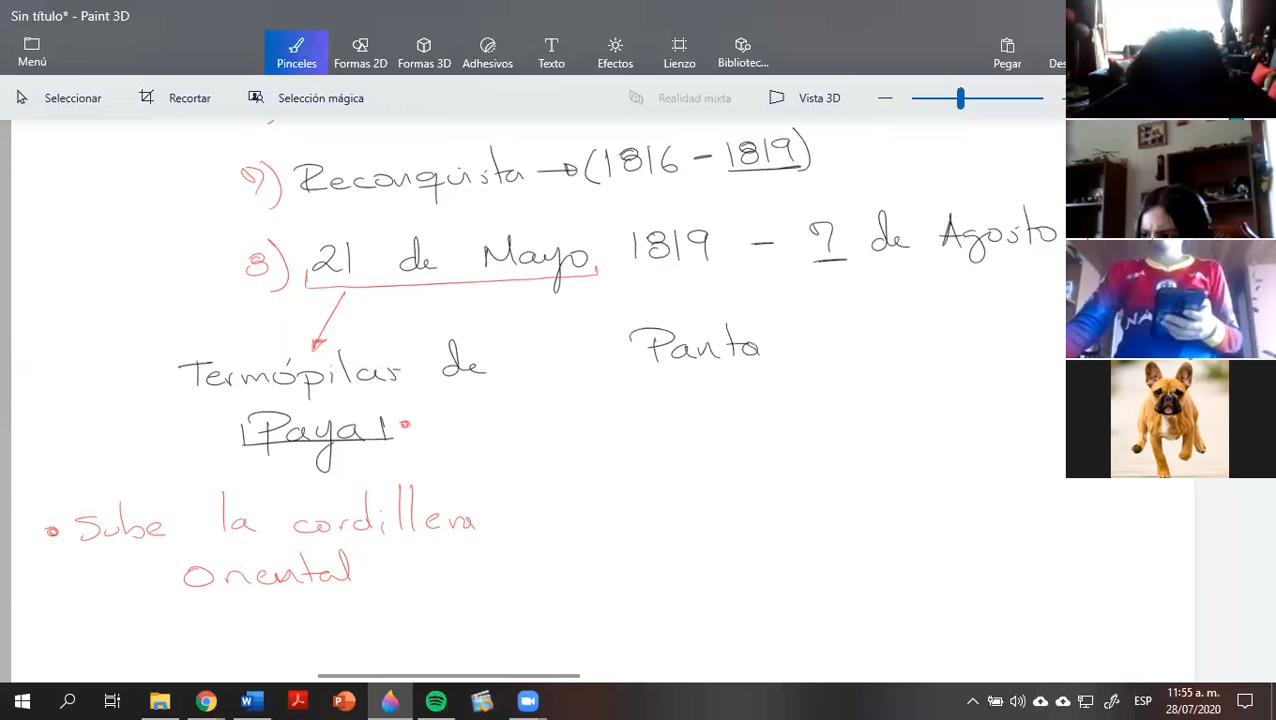 Sin título* - Paint 3D
Menú
Pinceles
Formas 2D
Formas 3D
Adhesivos
Texto
Efectos
Lienzo
Bibliotec...
Pegar
Des
Seleccionar
Recortar
Selección mágica
Realidad mixta
Vista 3D
7) Reconquista → (1816 - 1819)
8) 21 de Mayo 1819 - 7 de Agosto
Termópilas de
Paya
Panta
• Sube la cordillera
oriental
ESP
11:55 a. m.
28/07/2020